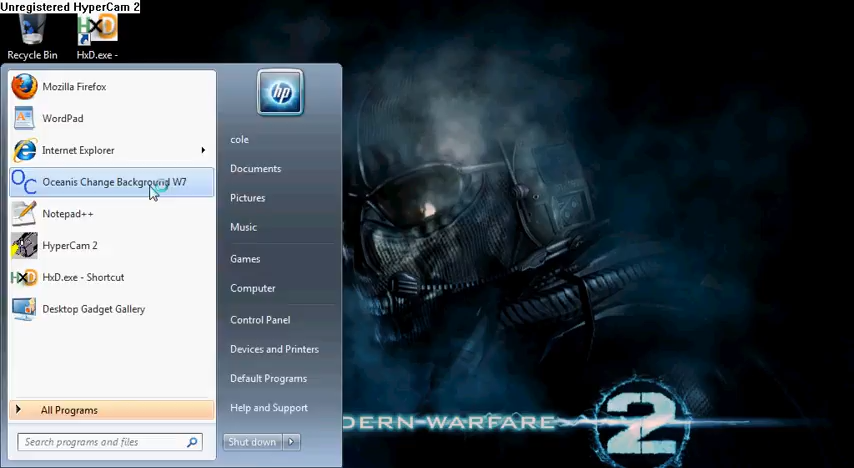 Unregistered HyperCam 2
Recycle Bin
HxD.exe -
Mozilla Firefox
WordPad
Internet Explorer
Oceanis Change Background W7
Notepad++
HyperCam 2
HxD.exe - Shortcut
Desktop Gadget Gallery
All Programs
Search programs and files
hp
cole
Documents
Pictures
Music
Games
Computer
Control Panel
Devices and Printers
Default Programs
Help and Support
Shut down
DERN WARFARE
2